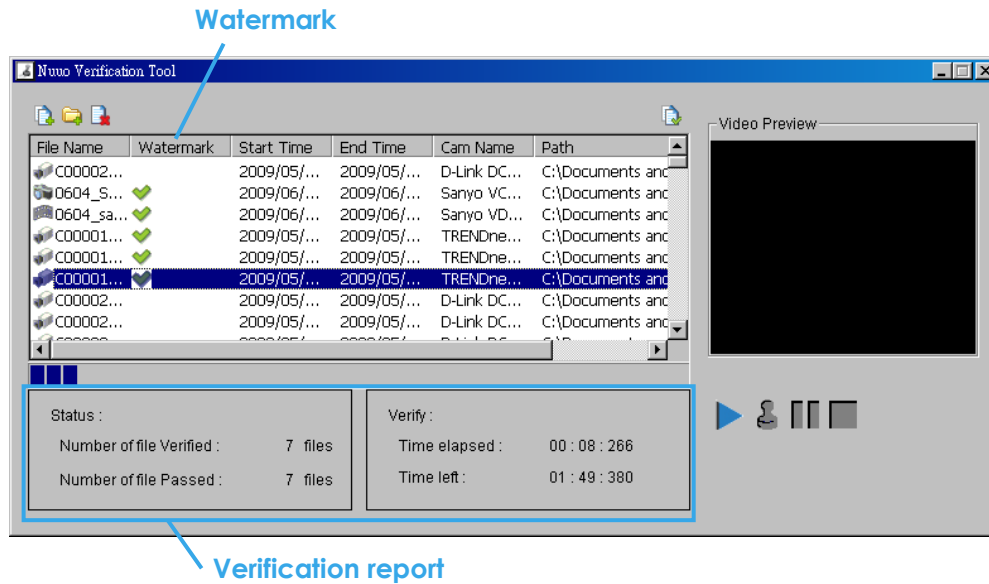 Watermark
Nuuo Verification Tool
Video Preview
File Name Watermark Start Time End Time Cam Name Path
C00002... 2009/05/... 2009/05/... D-Link DC... C:\Documents and
0604_S... 2009/06/... 2009/06/... Sanyo VC... C:\Documents and
0604_sa... 2009/06/... 2009/06/... Sanyo VD... C:\Documents and
C00001... 2009/05/... 2009/05/... TRENDne... C:\Documents and
C00001... 2009/05/... 2009/05/... TRENDne... C:\Documents and
C00001... 2009/05/... 2009/05/... TRENDne... C:\Documents and
C00002... 2009/05/... 2009/05/... D-Link DC... C:\Documents and
C00002... 2009/05/... 2009/05/... D-Link DC... C:\Documents and
Status :
Number of file Verified : 7 files
Number of file Passed : 7 files
Verify :
Time elapsed : 00 : 08 : 266
Time left : 01 : 49 : 380
Verification report